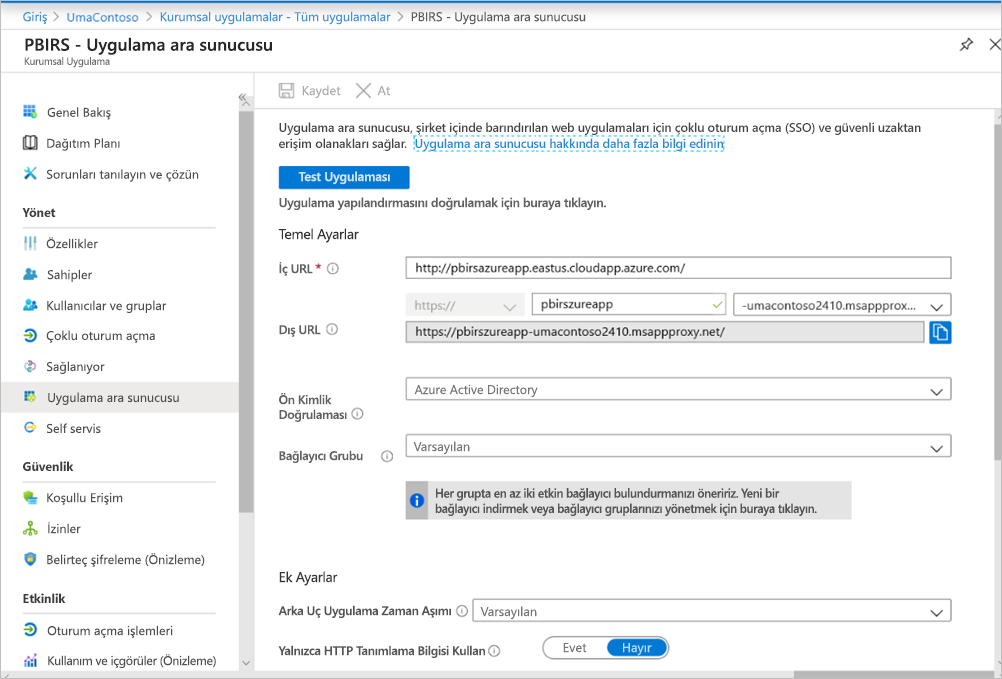 Giriş > UmaContoso > Kurumsal uygulamalar - Tüm uygulamalar > PBIRS - Uygulama ara sunucusu
PBIRS - Uygulama ara sunucusu
Kurumsal Uygulama
Genel Bakış
Dağıtım Planı
Sorunları tanılayın ve çözün
Yönet
Özellikler
Sahipler
Kullanıcılar ve gruplar
Çoklu oturum açma
Sağlanıyor
Uygulama ara sunucusu
Self servis
Güvenlik
Koşullu Erişim
İzinler
Belirteç şifreleme (Önizleme)
Etkinlik
Oturum açma işlemleri
Kullanım ve içgörüler (Önizleme)
Kaydet At
Uygulama ara sunucusu, şirket içinde barındırılan web uygulamaları için çoklu oturum açma (SSO) ve güvenli uzaktan
erişim olanakları sağlar. Uygulama ara sunucusu hakkında daha fazla bilgi edinin
Test Uygulaması
Uygulama yapılandırmasını doğrulamak için buraya tıklayın.
Temel Ayarlar
İç URL * http://pbirsazureapp.eastus.cloudapp.azure.com/
https:// pbirszureapp -umacontoso2410.msappprox...
Dış URL https://pbirszureapp-umacontoso2410.msappproxy.net/
Ön Kimlik
Doğrulaması
Azure Active Directory
Bağlayıcı Grubu Varsayılan
Her grupta en az iki etkin bağlayıcı bulundurmanızı öneririz. Yeni bir
bağlayıcı indirmek veya bağlayıcı gruplarınızı yönetmek için buraya tıklayın.
Ek Ayarlar
Arka Uç Uygulama Zaman Aşımı Varsayılan
Yalnızca HTTP Tanımlama Bilgisi Kullan Evet Hayır